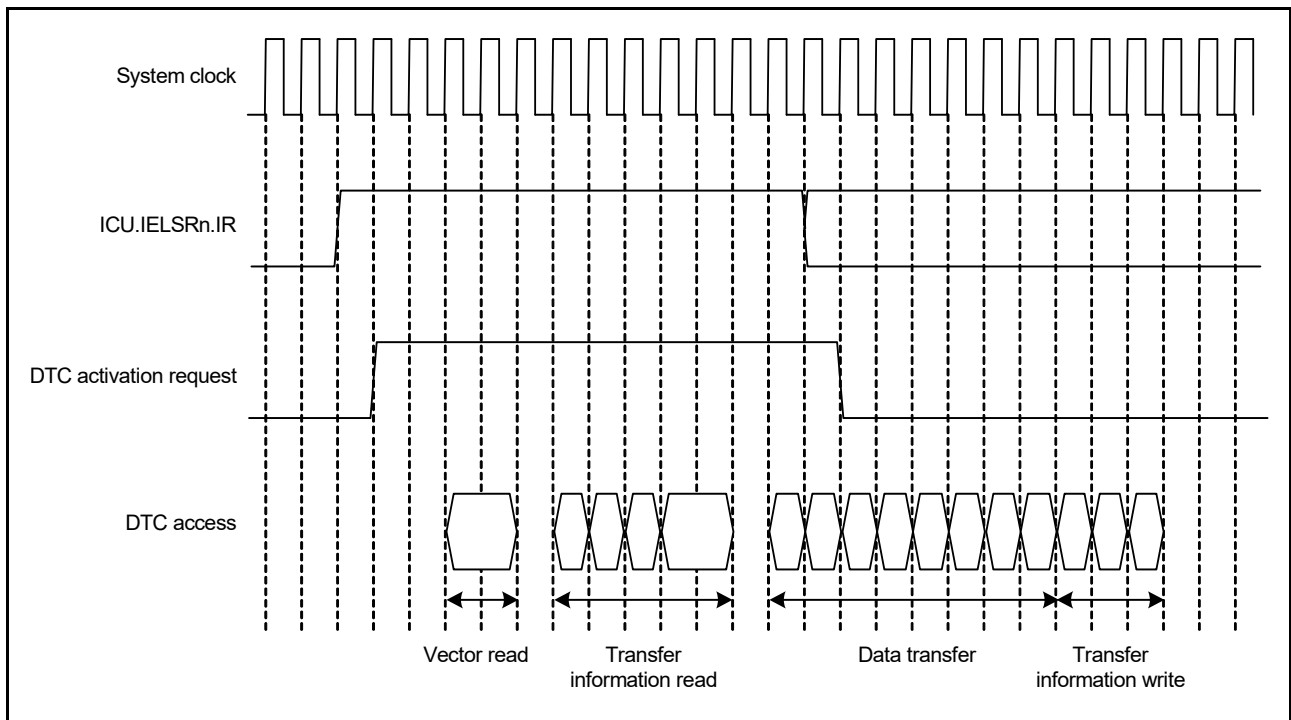 System clock
ICU.IELSRn.IR
DTC activation request
DTC access
Vector read
Transfer
information read
Data transfer
Transfer
information write